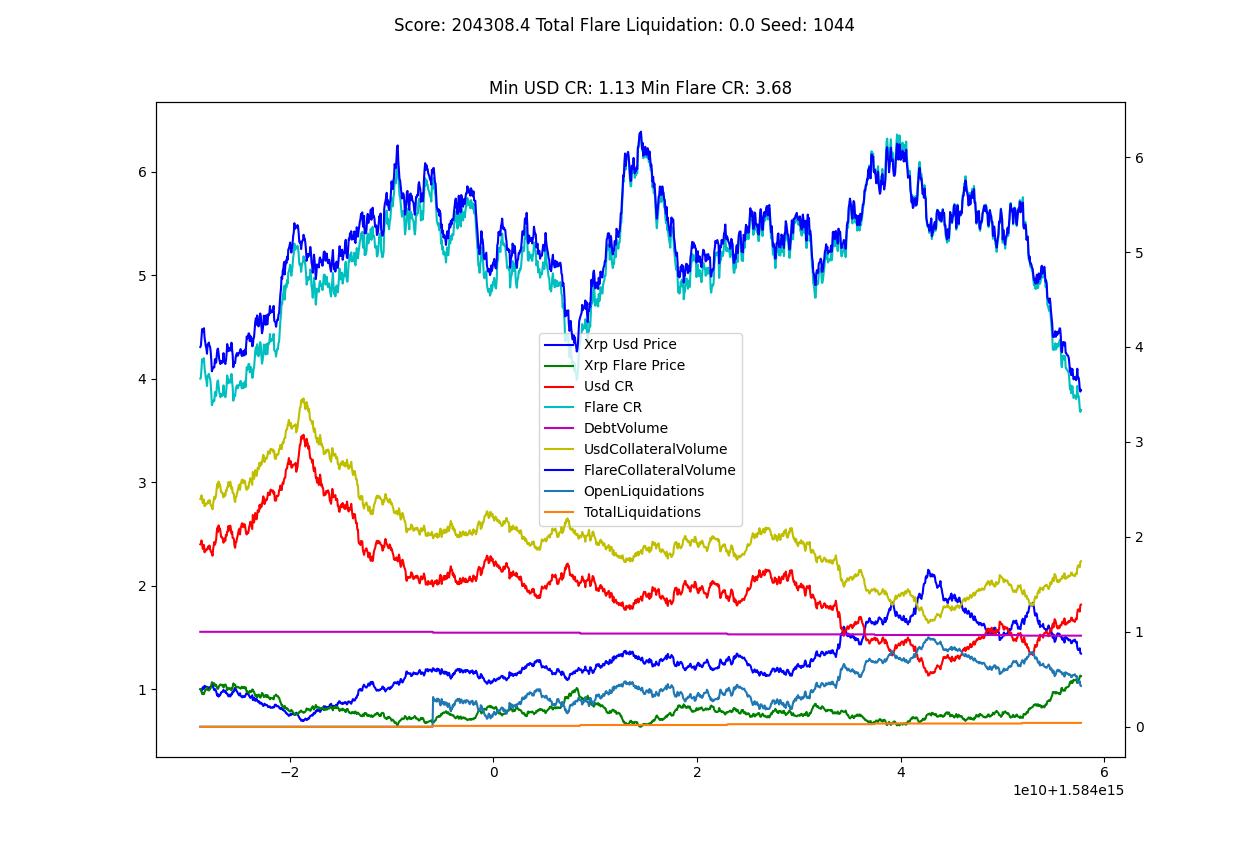 Score: 204308.4 Total Flare Liquidation: 0.0 Seed: 1044
Min USD CR: 1.13 Min Flare CR: 3.68
6
5
4
3
2
1
6
5
4
3
2
1
0
Xrp Usd Price
Xrp Flare Price
Usd CR
Flare CR
DebtVolume
UsdCollateralVolume
FlareCollateralVolume
OpenLiquidations
TotalLiquidations
−2 0 2 4 6
1e10+1.584e15